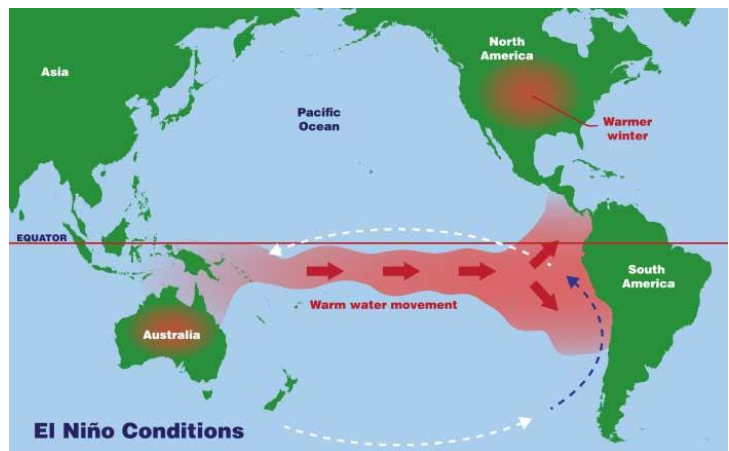 North
America
Asia
Pacific
Ocean
Warmer
winter
EQUATOR
South
America
Warm water movement
Australia
El Niño Conditions